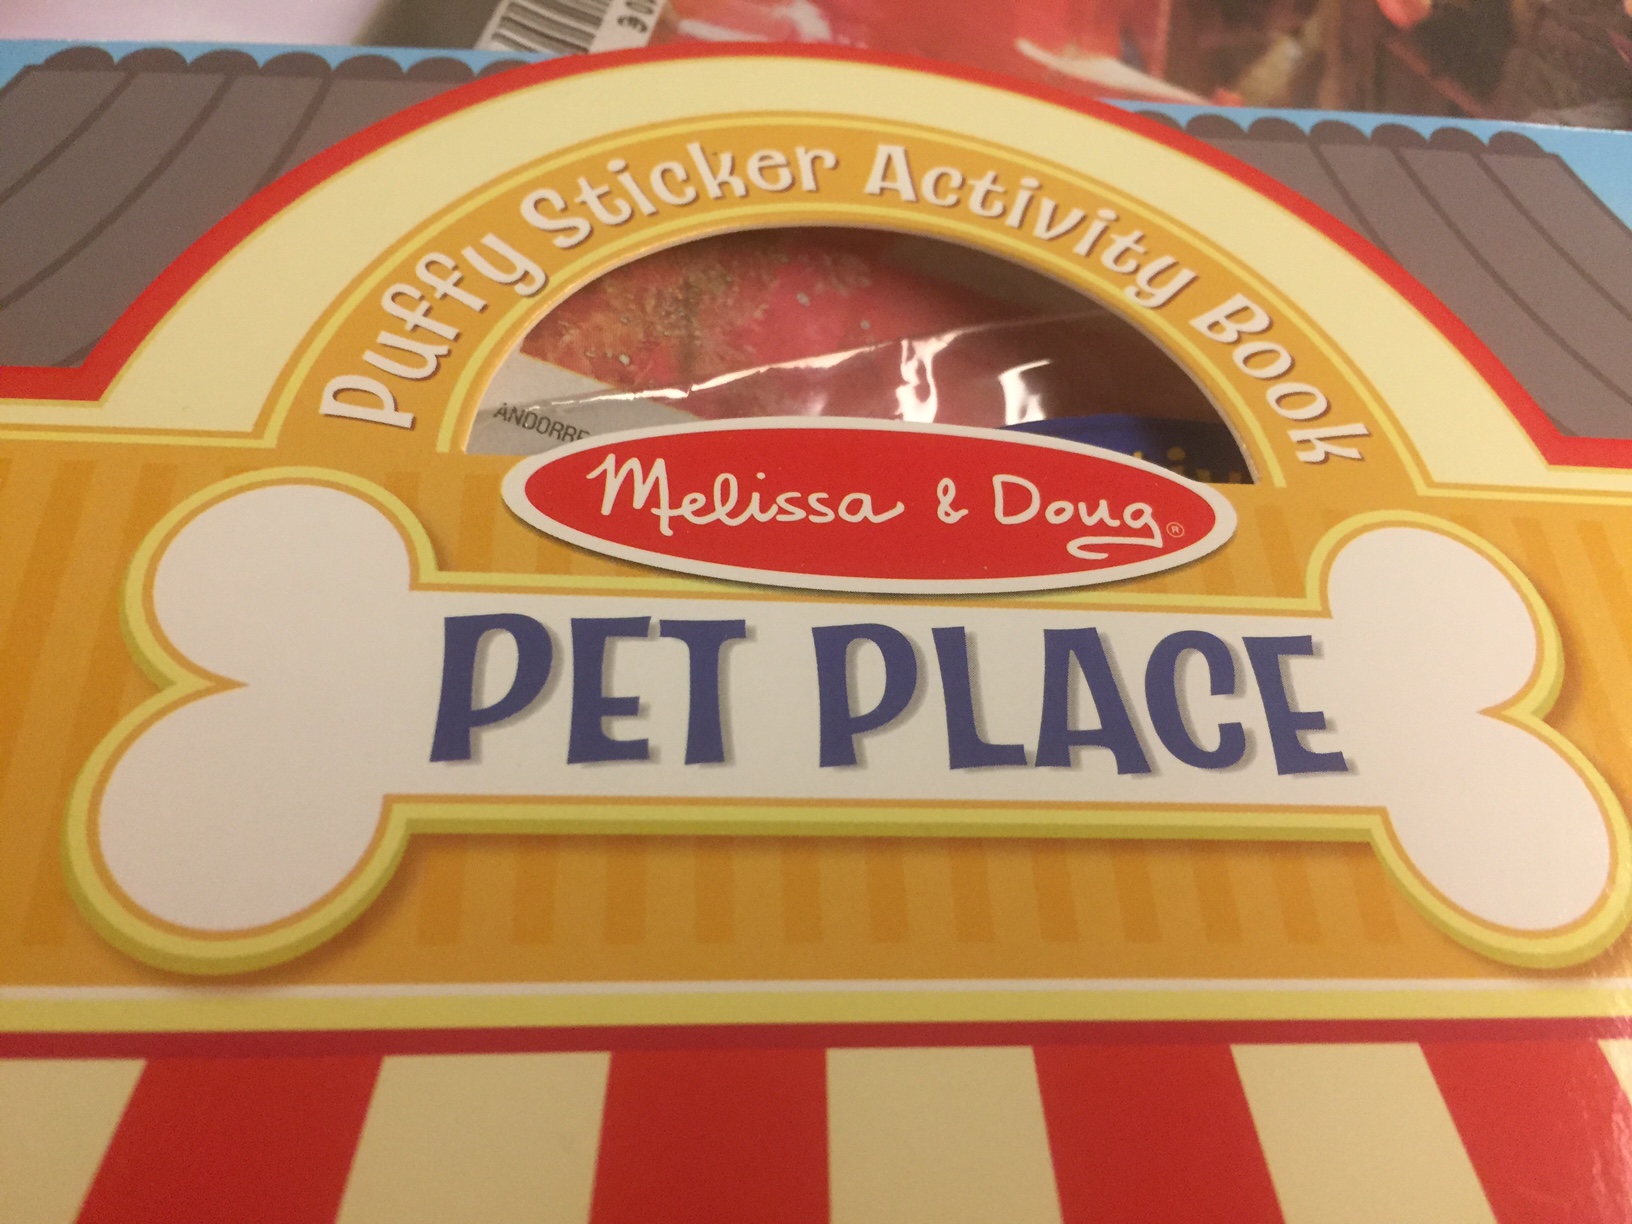 Puffy Sticker Activity Book
Melissa & Doug®
PET PLACE